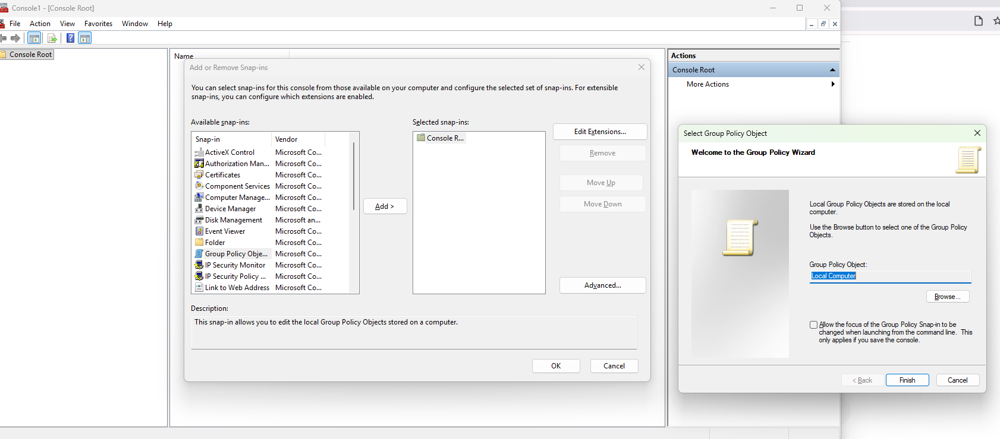 Console1 - [Console Root]
File Action View Favorites Window Help
Console Root
Name
Add or Remove Snap-ins
You can select snap-ins for this console from those available on your computer and configure the selected set of snap-ins. For extensible
snap-ins, you can configure which extensions are enabled.
Available snap-ins:
Snap-in Vendor
ActiveX Control Microsoft Co...
Authorization Man... Microsoft Co...
Certificates Microsoft Co...
Component Services Microsoft Co...
Computer Manage... Microsoft Co...
Device Manager Microsoft Co...
Disk Management Microsoft an...
Event Viewer Microsoft Co...
Folder Microsoft Co...
Group Policy Obje... Microsoft Co...
IP Security Monitor Microsoft Co...
IP Security Policy ... Microsoft Co...
Link to Web Address Microsoft Co...
Add >
Selected snap-ins:
Console R...
Edit Extensions...
Remove
Move Up
Move Down
Advanced...
Description:
This snap-in allows you to edit the local Group Policy Objects stored on a computer.
OK Cancel
Actions
Console Root
More Actions
Select Group Policy Object
Welcome to the Group Policy Wizard
Local Group Policy Objects are stored on the local
computer.
Use the Browse button to select one of the Group Policy
Objects.
Group Policy Object:
Local Computer
Browse...
Allow the focus of the Group Policy Snap-in to be
changed when launching from the command line. This
only applies if you save the console.
< Back Finish Cancel